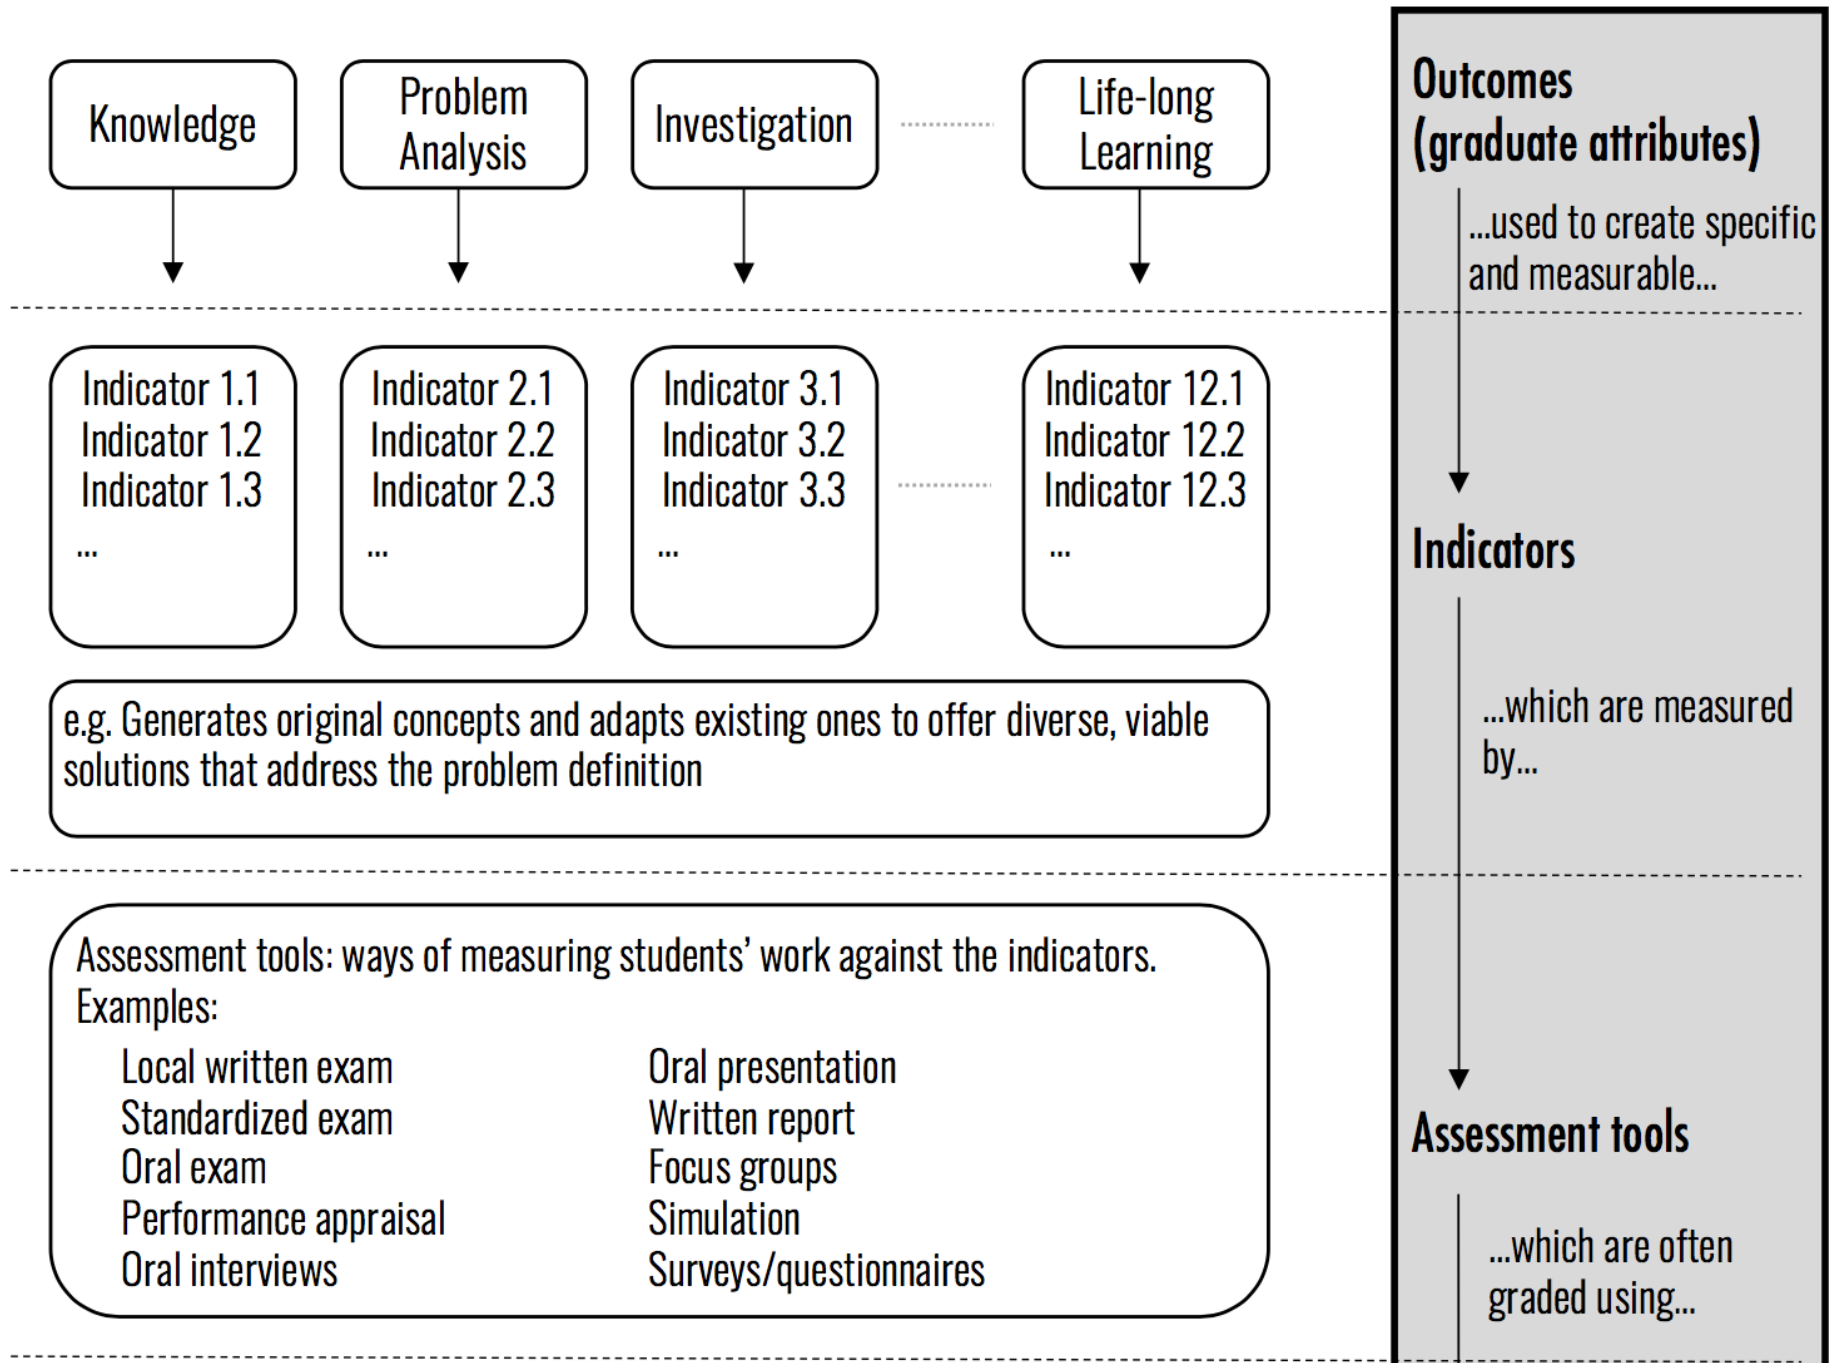 Knowledge
Problem
Analysis
Investigation
Life-long
Learning
Outcomes
(graduate attributes)
...used to create specific
and measurable...
Indicator 1.1
Indicator 1.2
Indicator 1.3
...
Indicator 2.1
Indicator 2.2
Indicator 2.3
...
Indicator 3.1
Indicator 3.2
Indicator 3.3
...
Indicator 12.1
Indicator 12.2
Indicator 12.3
...
Indicators
e.g. Generates original concepts and adapts existing ones to offer diverse, viable
solutions that address the problem definition
...which are measured
by...
Assessment tools: ways of measuring students’ work against the indicators.
Examples:
Local written exam
Standardized exam
Oral exam
Performance appraisal
Oral interviews
Oral presentation
Written report
Focus groups
Simulation
Surveys/questionnaires
Assessment tools
...which are often
graded using...